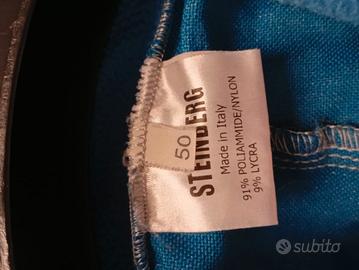 50
STEINBERG
Made in Italy
91% POLIAMMIDE/NYLON
9% LYCRA
subito